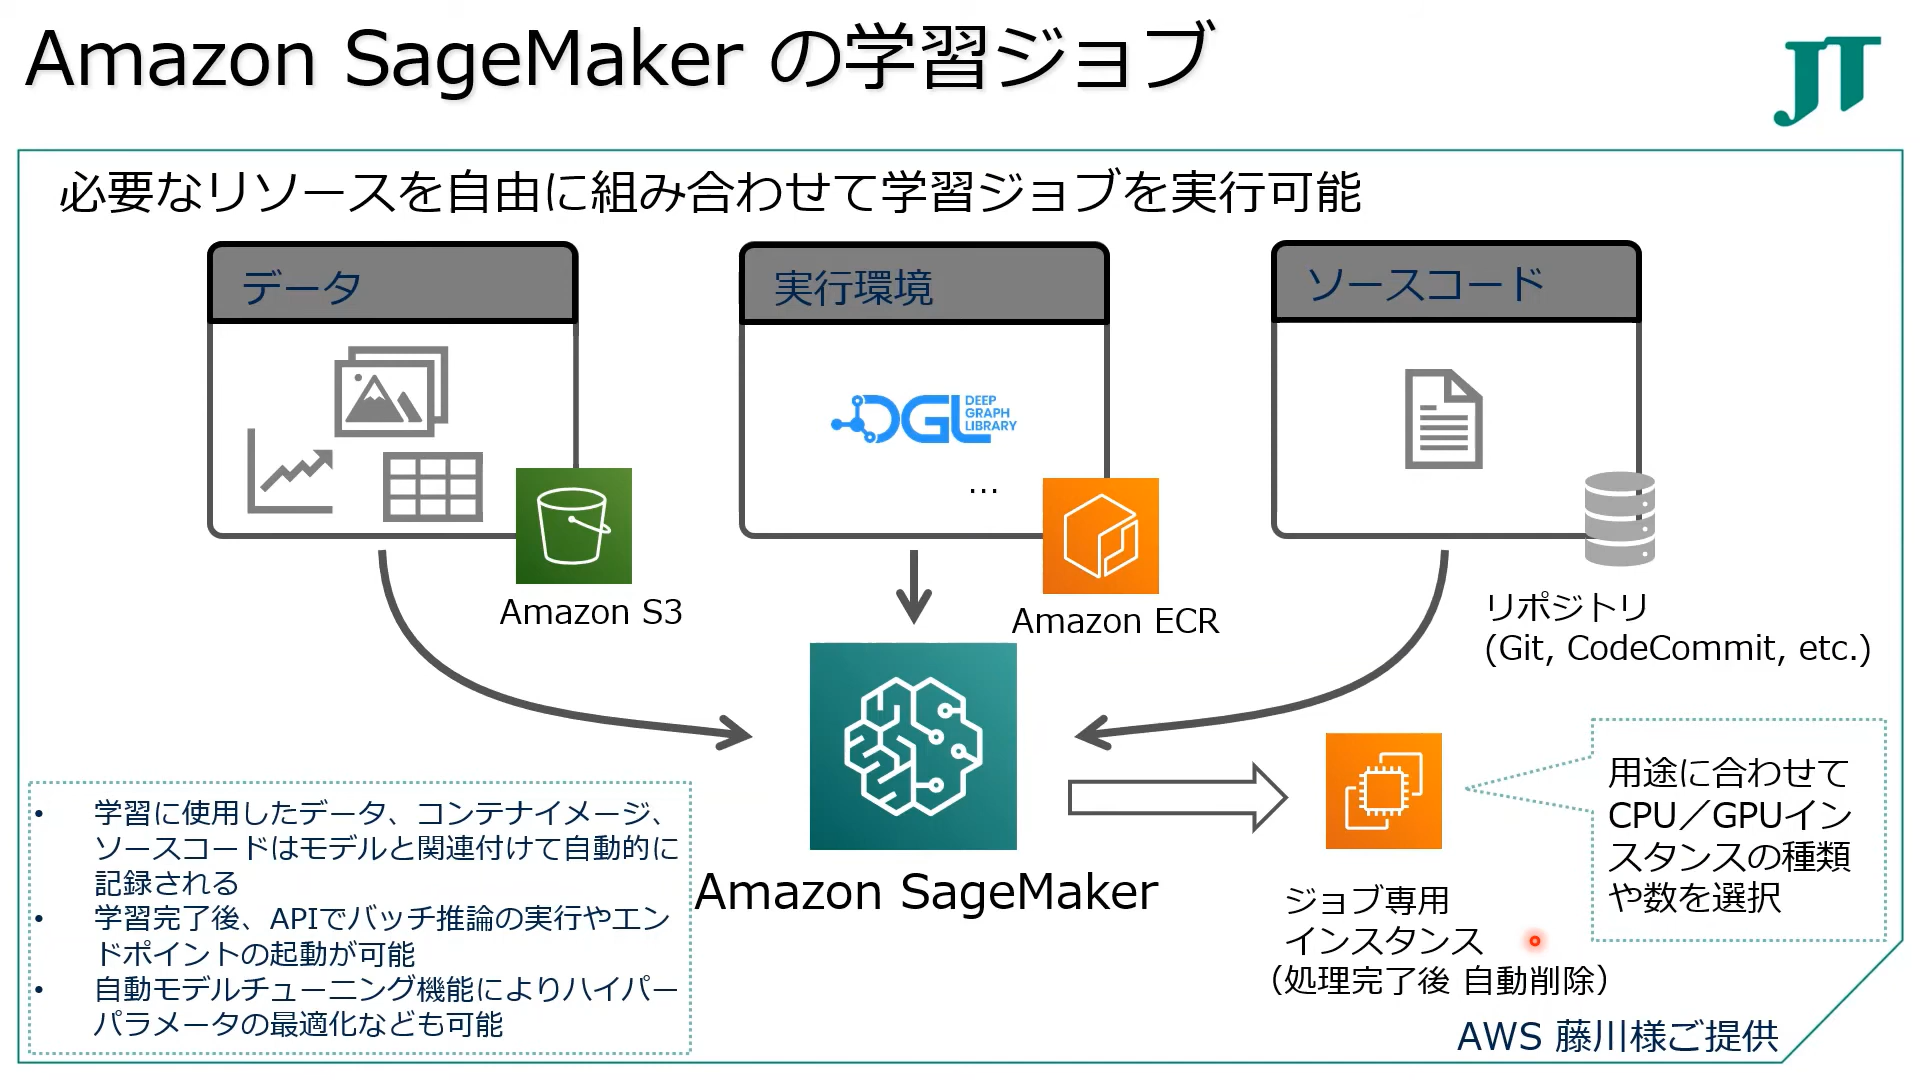 Amazon SageMaker の学習ジョブ
JT
必要なリソースを自由に組み合わせて学習ジョブを実行可能
データ
実行環境
ソースコード
DGL
DEEP
GRAPH
LIBRARY
...
Amazon S3
Amazon ECR
リポジトリ
(Git, CodeCommit, etc.)
Amazon SageMaker
ジョブ専用
インスタンス
（処理完了後 自動削除）
用途に合わせて
CPU／GPUイン
スタンスの種類
や数を選択
• 学習に使用したデータ、コンテナイメージ、
ソースコードはモデルと関連付けて自動的に
記録される
• 学習完了後、APIでバッチ推論の実行やエン
ドポイントの起動が可能
• 自動モデルチューニング機能によりハイパー
パラメータの最適化なども可能
AWS 藤川様ご提供